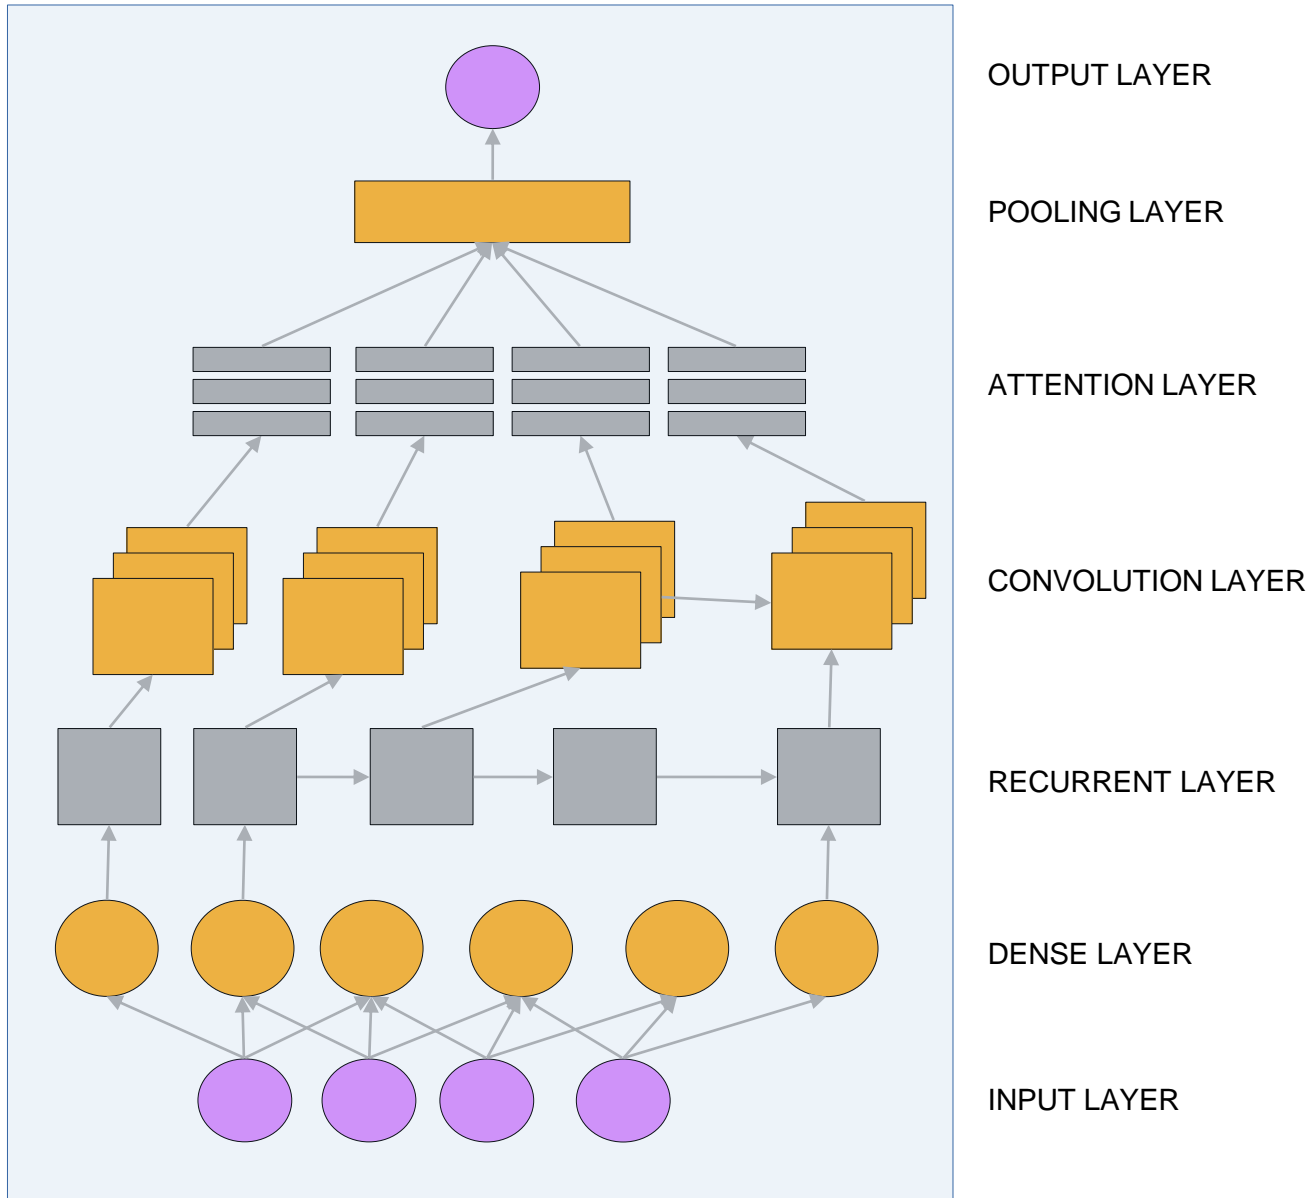 OUTPUT LAYER
POOLING LAYER
ATTENTION LAYER
CONVOLUTION LAYER
RECURRENT LAYER
DENSE LAYER
INPUT LAYER